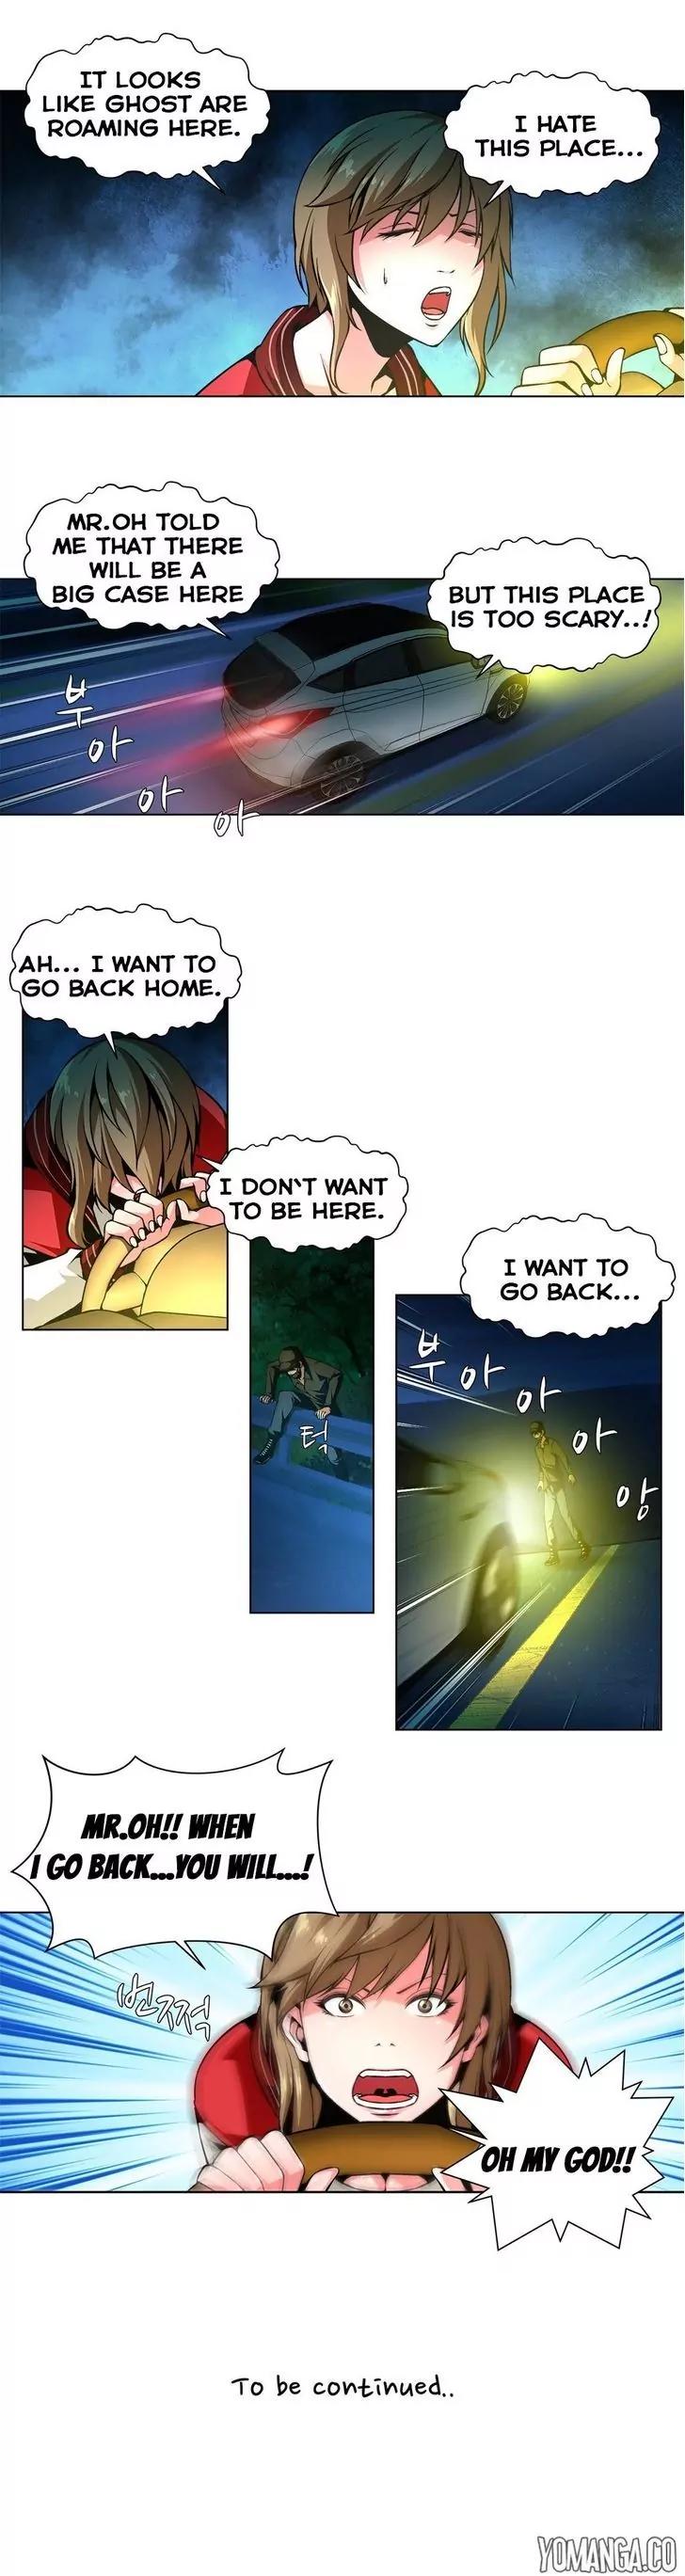 IT LOOKS
LIKE GHOST ARE
ROAMING HERE.
I HATE
THIS PLACE...
MR.OH TOLD
ME THAT THERE
WILL BE A
BIG CASE HERE
BUT THIS PLACE
IS TOO SCARY..!
부
아
아
아
AH... I WANT TO
GO BACK HOME.
I DON`T WANT
TO BE HERE.
턱
I WANT TO
GO BACK...
부
아
아
아
앙
MR.OH!! WHEN
I GO BACK...YOU WILL....!
번쩍
OH MY GOD!!
To be continued..
YOMANGA.CO